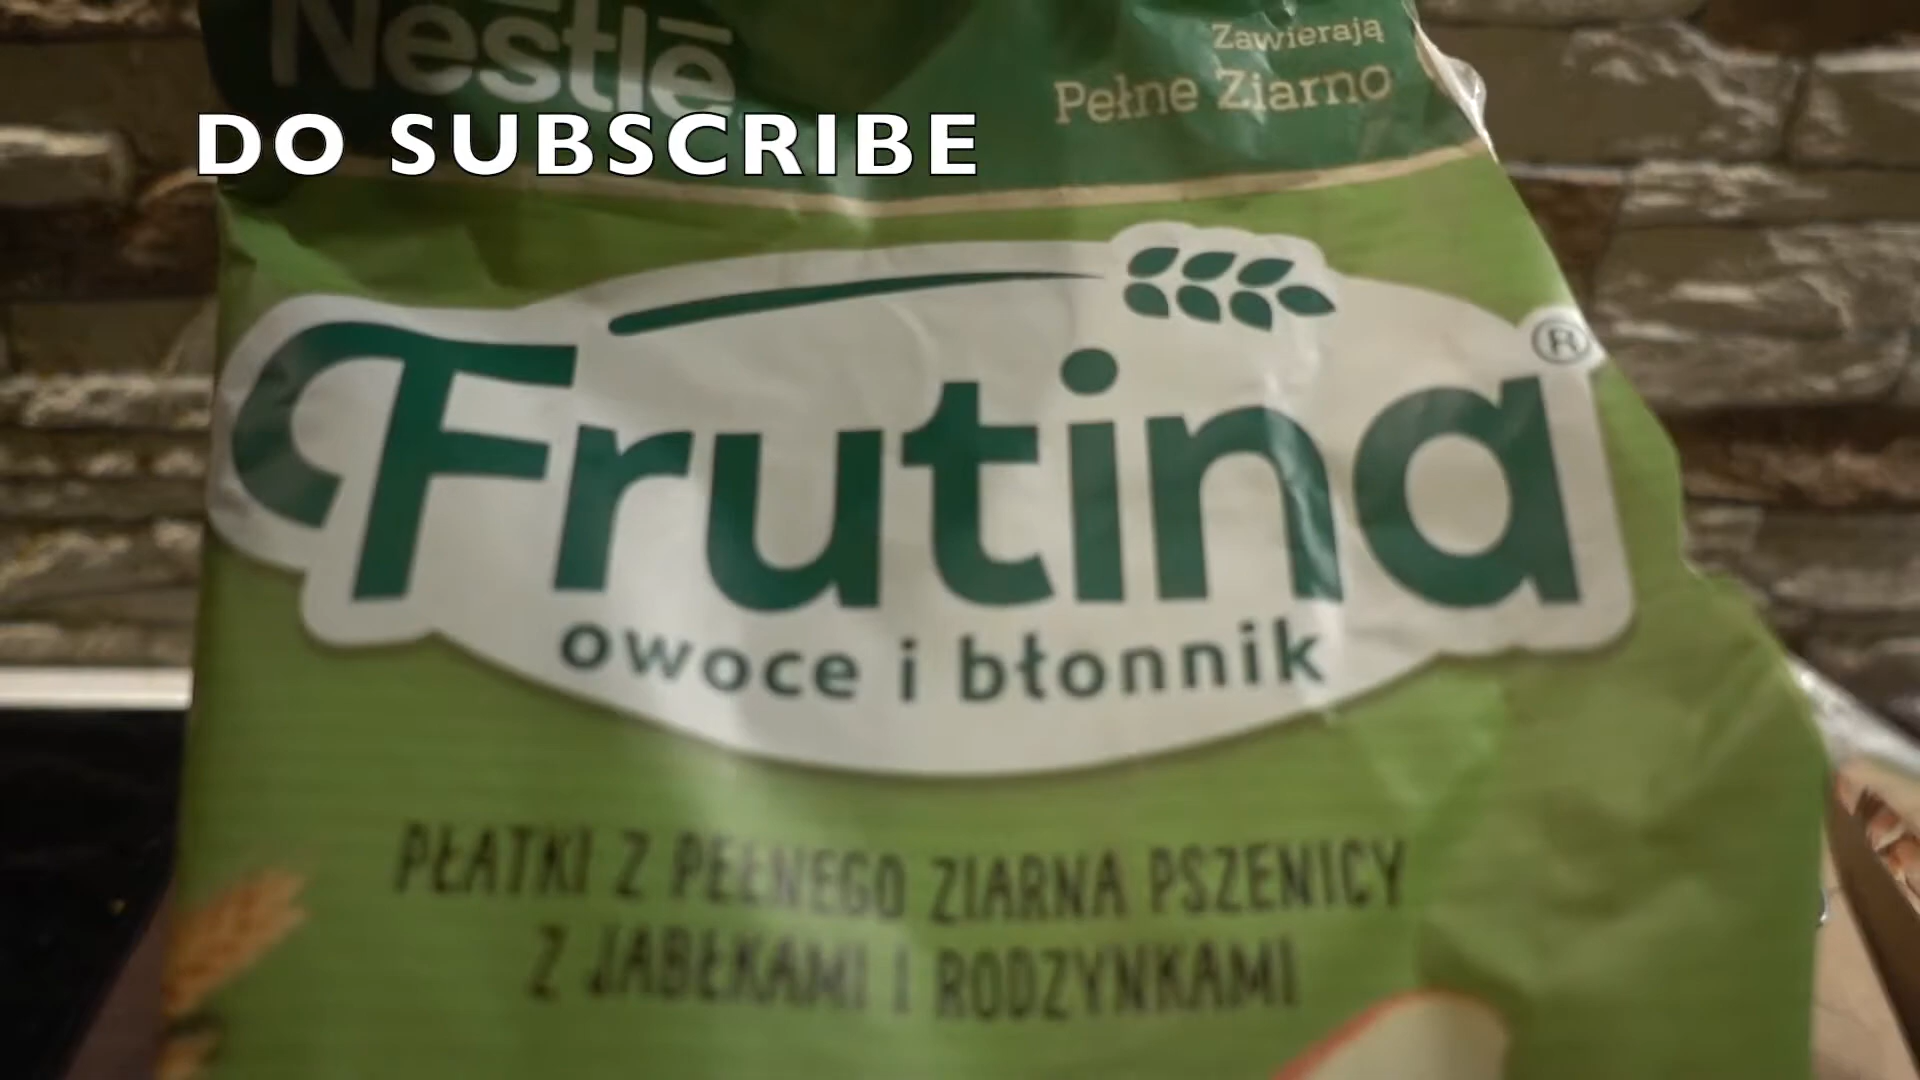 Nestlé
Zawierają
Pełne Ziarno
DO SUBSCRIBE
Frutina®
owoce i błonnik
PŁATKI Z PEŁNEGO ZIARNA PSZENICY
Z JABŁKAMI I RODZYNKAMI